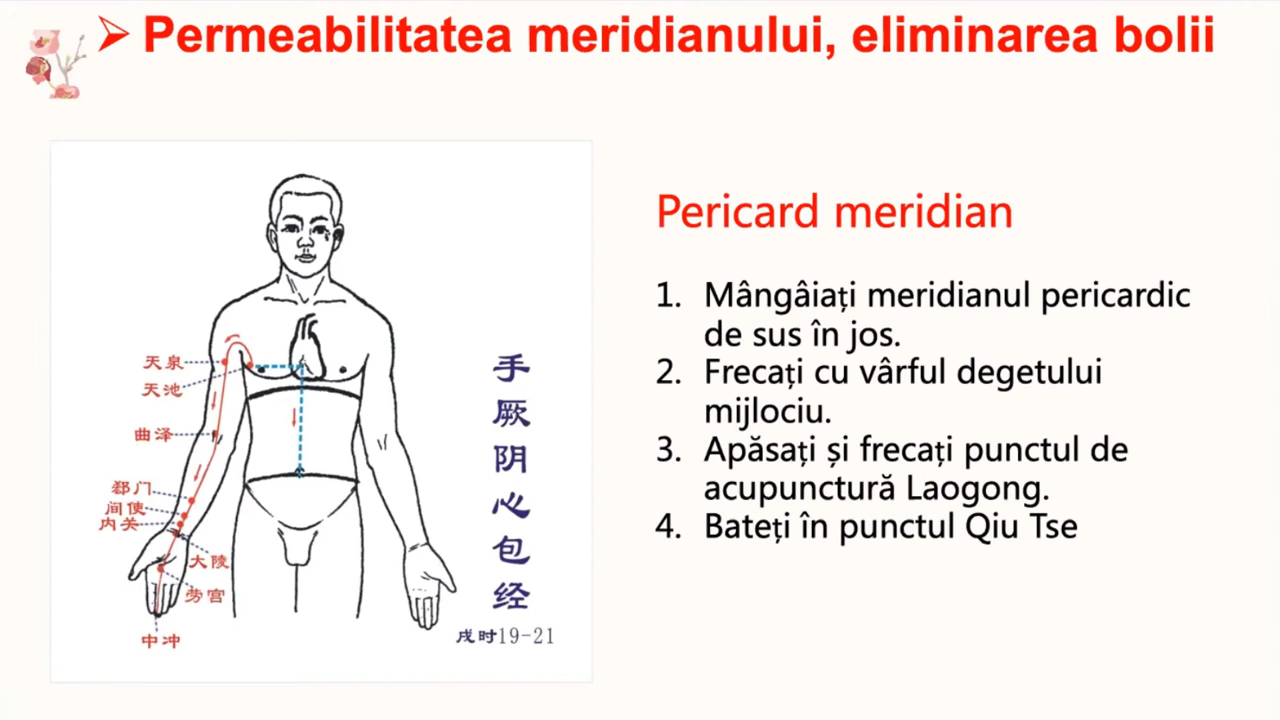 Permeabilitatea meridianului, eliminarea bolii
天泉
天池
曲泽
郄门
间使
内关
大陵
劳宫
中冲
手厥阴心包经
戌时19-21
Pericard meridian
1. Mângâiați meridianul pericardic
de sus în jos.
2. Frecați cu vârful degetului
mijlociu.
3. Apăsați și frecați punctul de
acupunctură Laogong.
4. Bateți în punctul Qiu Tse